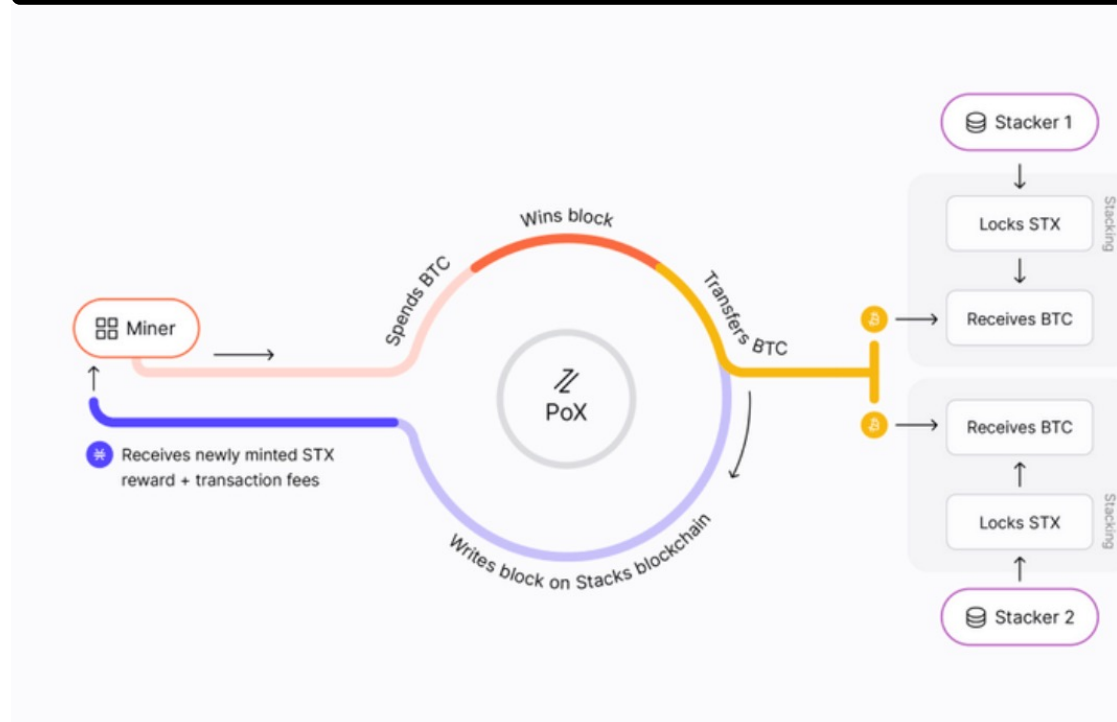 Stacker 1
Locks STX
Stacking
Receives BTC
Wins block
Spends BTC
Transfers BTC
Miner
PoX
Receives newly minted STX
reward + transaction fees
Writes block on Stacks blockchain
Receives BTC
Locks STX
Stacking
Stacker 2